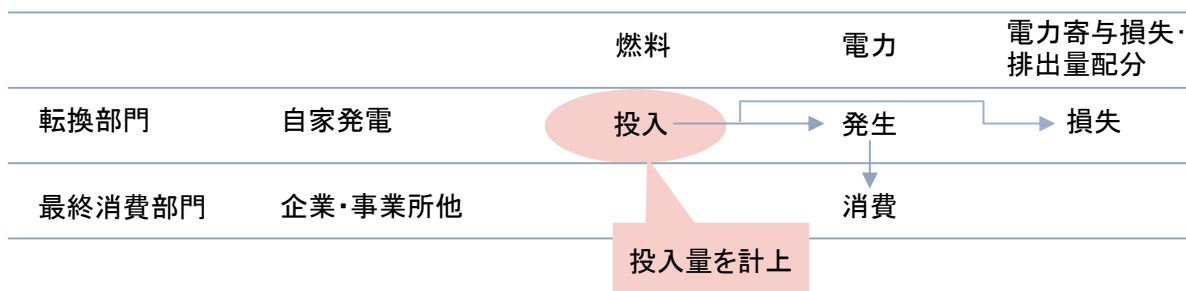 燃料 電力 電力寄与損失・
排出量配分
転換部門 自家発電 投入 発生 損失
最終消費部門 企業・事業所他 消費
投入量を計上